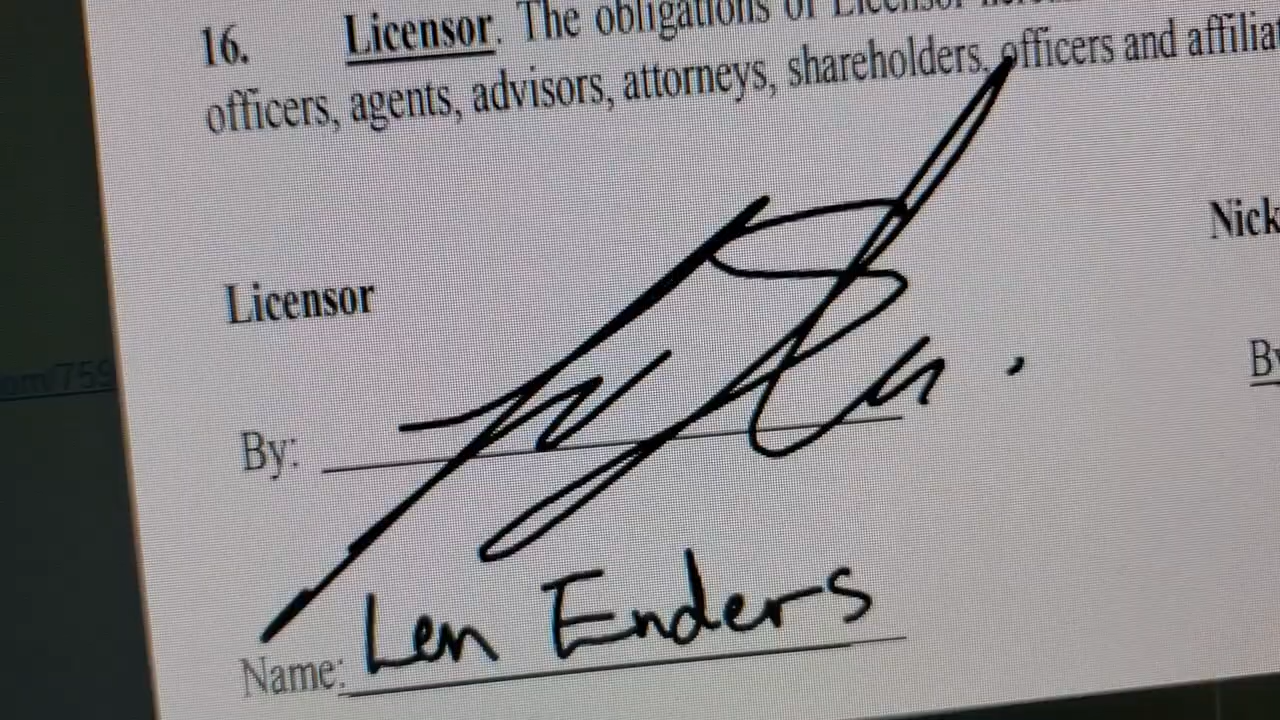 16. Licensor. The obligations of Licensor
officers, agents, advisors, attorneys, shareholders, officers and affilia
Nick
Licensor
By:
By
Name: Len Enders